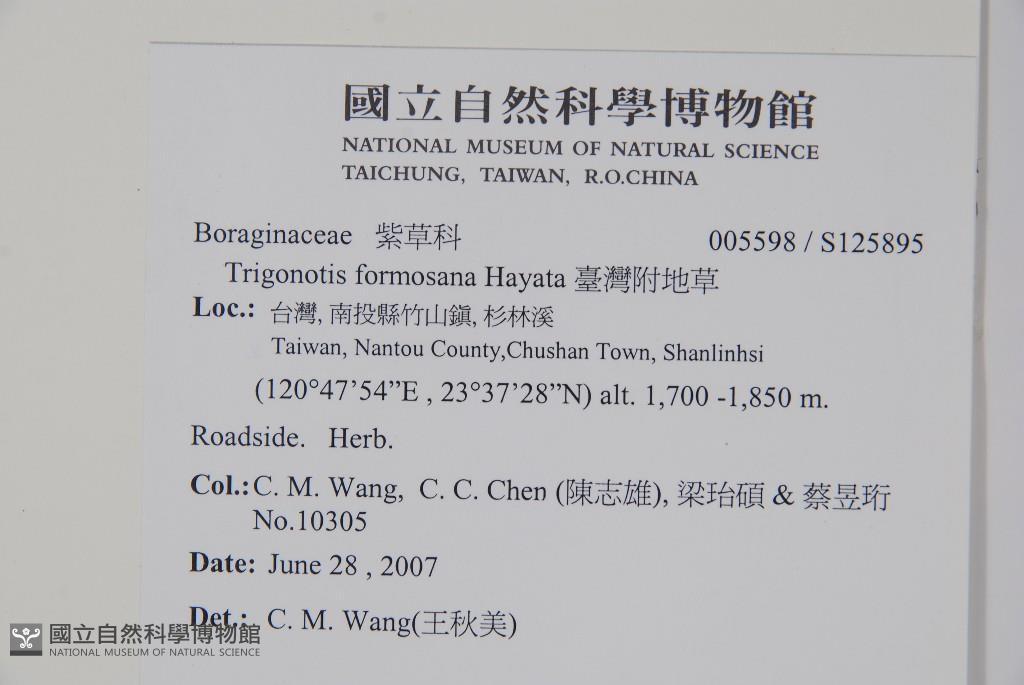 國立自然科學博物館
NATIONAL MUSEUM OF NATURAL SCIENCE
TAICHUNG, TAIWAN, R.O.CHINA
Boraginaceae 紫草科 005598 / S125895
Trigonotis formosana Hayata 臺灣附地草
Loc.: 台灣, 南投縣竹山鎮, 杉林溪
Taiwan, Nantou County,Chushan Town, Shanlinhsi
(120°47’54”E , 23°37’28”N) alt. 1,700 -1,850 m.
Roadside. Herb.
Col.: C. M. Wang, C. C. Chen (陳志雄), 梁珆碩 & 蔡昱珩
No.10305
Date: June 28 , 2007
Det.: C. M. Wang(王秋美)
國立自然科學博物館
NATIONAL MUSEUM OF NATURAL SCIENCE